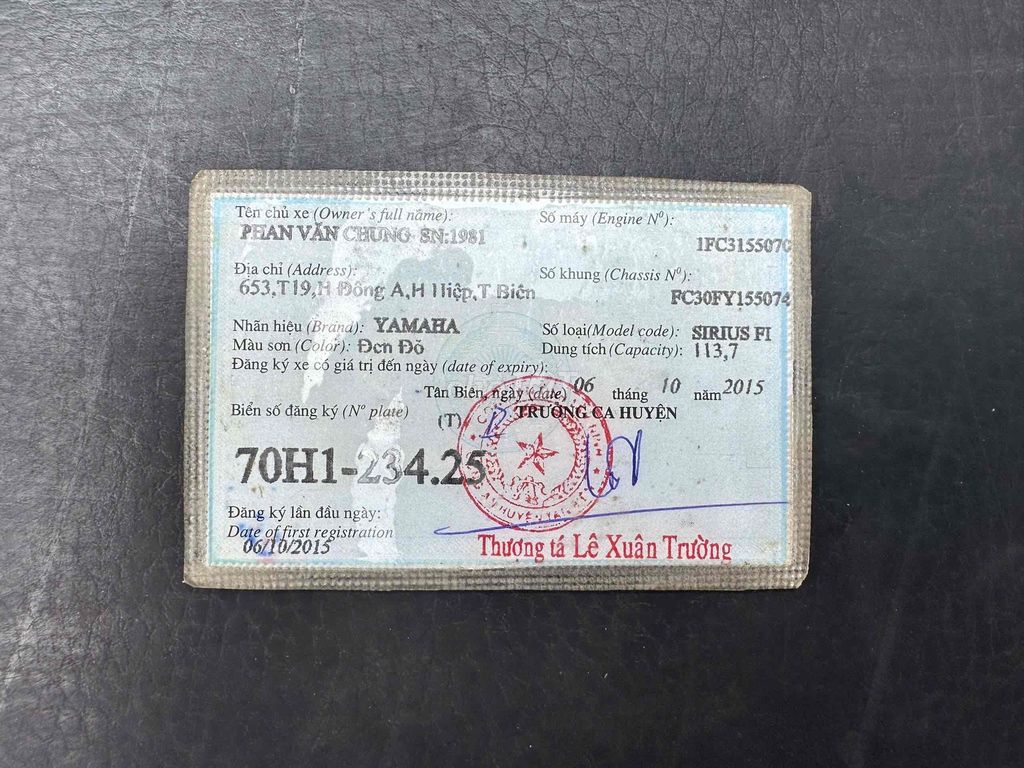 Tên chủ xe (Owner's full name):
PHAN VĂN CHUNG SN:1981
Số máy (Engine Nº):
1FC3155070
Địa chỉ (Address):
653,T19,H Đông A,H Hiệp,T Biên
Số khung (Chassis Nº):
FC30FY155074
Nhãn hiệu (Brand): YAMAHA
Số loại(Model code): SIRIUS FI
Màu sơn (Color): Đen Đỏ
Dung tích (Capacity): 113,7
Đăng ký xe có giá trị đến ngày (date of expiry):
Tân Biên, ngày (date) 06 tháng 10 năm 2015
Biển số đăng ký (Nº plate) (T) TRƯỞNG CA HUYỆN
70H1-234.25
Đăng ký lần đầu ngày:
Date of first registration
06/10/2015
Thượng tá Lê Xuân Trường